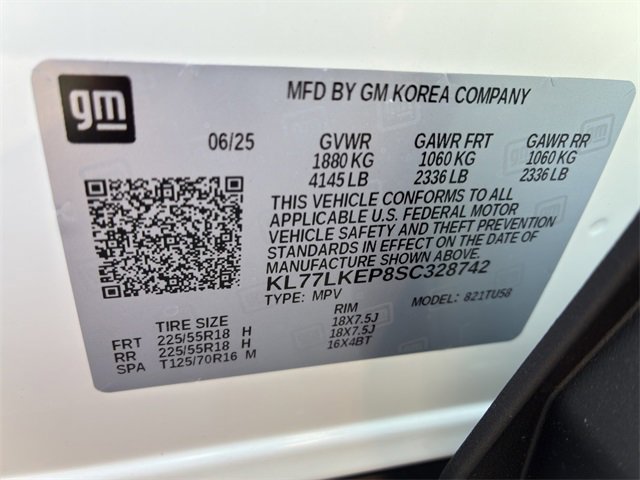 gm
MFD BY GM KOREA COMPANY
06/25 GVWR GAWR FRT GAWR RR
1880 KG 1060 KG 1060 KG
4145 LB 2336 LB 2336 LB
THIS VEHICLE CONFORMS TO ALL
APPLICABLE U.S. FEDERAL MOTOR
VEHICLE SAFETY AND THEFT PREVENTION
STANDARDS IN EFFECT ON THE DATE OF
MANUFACTURE SHOWN ABOVE.
KL77LKEP8SC328742
TYPE: MPV MODEL: 821TU58
TIRE SIZE RIM
FRT 225/55R18 H 18X7.5J
RR 225/55R18 H 18X7.5J
SPA T125/70R16 M 16X4BT